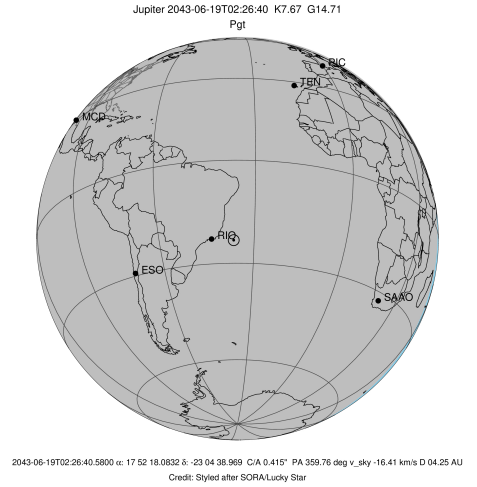 Jupiter 2043-06-19T02:26:40 K7.67 G14.71
Pgt
PIC
TEN
MCD
RIO
ESO
SAAO
2043-06-19T02:26:40.5800 α: 17 52 18.0832 δ: -23 04 38.969 C/A 0.415" PA 359.76 deg v_sky -16.41 km/s D 04.25 AU
Credit: Styled after SORA/Lucky Star